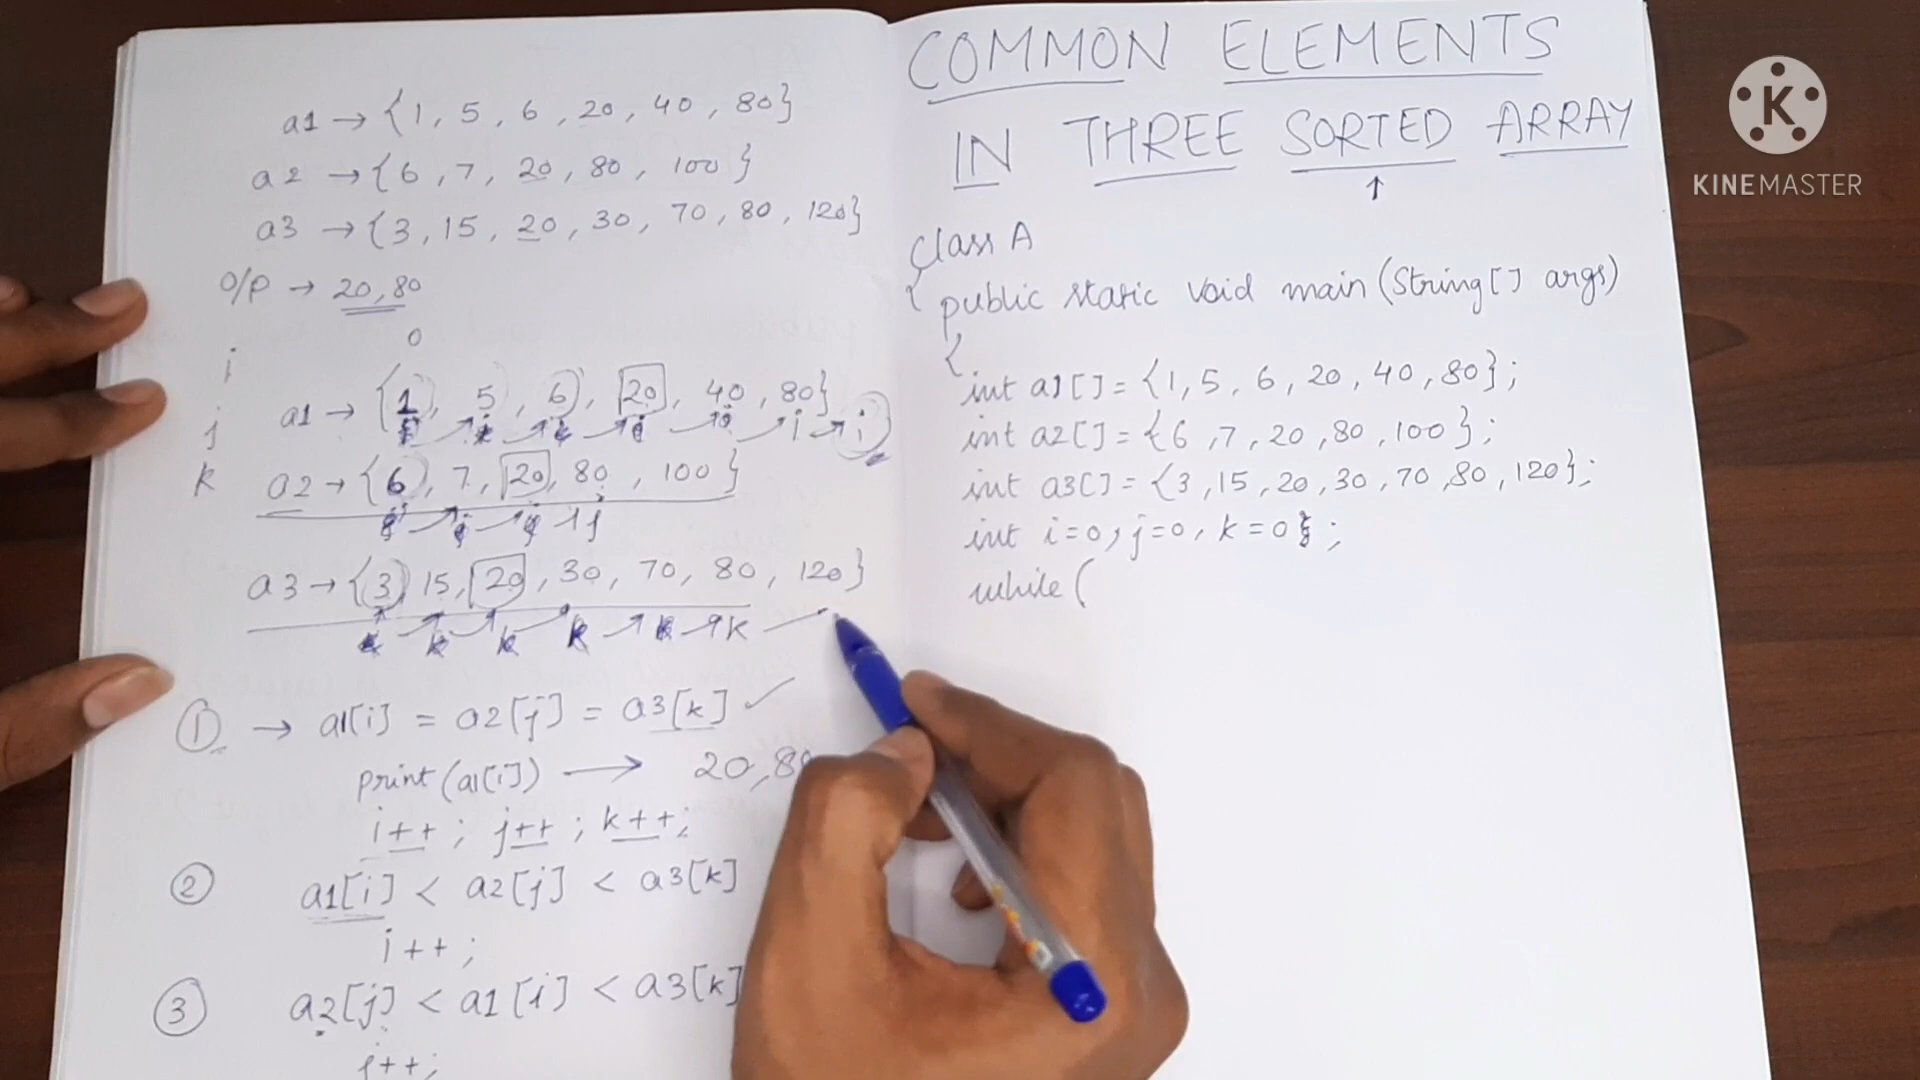 a1 → {1, 5, 6, 20, 40, 80}
a2 → {6, 7, 20, 80, 100}
a3 → {3, 15, 20, 30, 70, 80, 120}
O/P → 20, 80
0
i
a1 → {1, 5, 6, 20, 40, 80}
i i i i
j
k
a2 → {6, 7, 20, 80, 100}
j j j j
a3 → {3, 15, 20, 30, 70, 80, 120}
k k k k k k
① → a1[i] = a2[j] = a3[k] ✓
print(a1[i]) → 20, 80
i++ ; j++ ; k++;
② a1[i] < a2[j] < a3[k]
i++;
③ a2[j] < a1[i] < a3[k]
j++;
COMMON ELEMENTS
IN THREE SORTED ARRAY
↑
Class A
{ public static void main (String[] args)
{
int a1[] = {1, 5, 6, 20, 40, 80};
int a2[] = {6, 7, 20, 80, 100};
int a3[] = {3, 15, 20, 30, 70, 80, 120};
int i=0, j=0, k=0 ;
while (
K
KINEMASTER